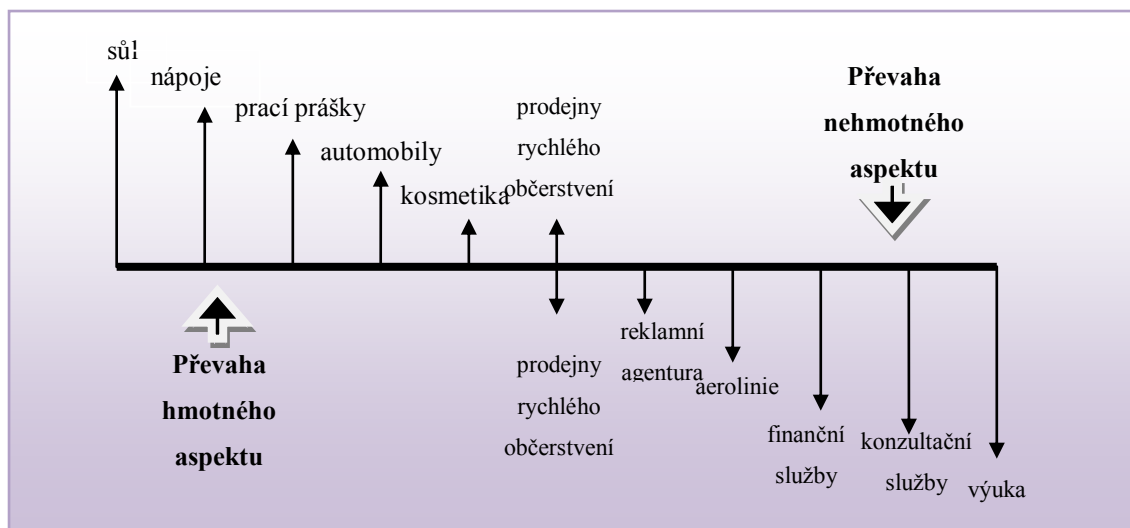 sůl
nápoje
prací prášky
automobily
kosmetika
prodejny
rychlého
občerstvení
Převaha
nehmotného
aspektu
Převaha
hmotného
aspektu
prodejny
rychlého
občerstvení
reklamní
agentura
aerolinie
finanční
služby
konzultační
služby
výuka